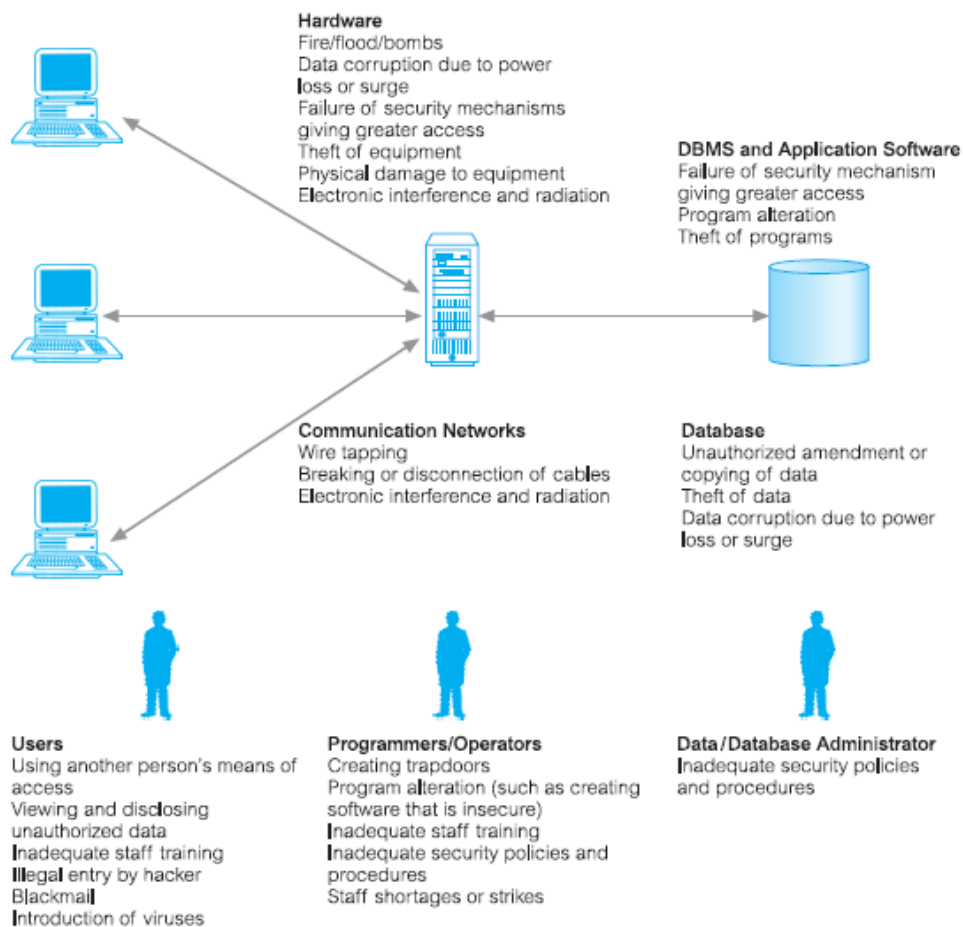 Hardware
Fire/flood/bombs
Data corruption due to power
loss or surge
Failure of security mechanisms
giving greater access
Theft of equipment
Physical damage to equipment
Electronic interference and radiation
DBMS and Application Software
Failure of security mechanism
giving greater access
Program alteration
Theft of programs
Communication Networks
Wire tapping
Breaking or disconnection of cables
Electronic interference and radiation
Database
Unauthorized amendment or
copying of data
Theft of data
Data corruption due to power
loss or surge
Users
Using another person's means of
access
Viewing and disclosing
unauthorized data
Inadequate staff training
Illegal entry by hacker
Blackmail
Introduction of viruses
Programmers/Operators
Creating trapdoors
Program alteration (such as creating
software that is insecure)
Inadequate staff training
Inadequate security policies and
procedures
Staff shortages or strikes
Data/Database Administrator
Inadequate security policies
and procedures